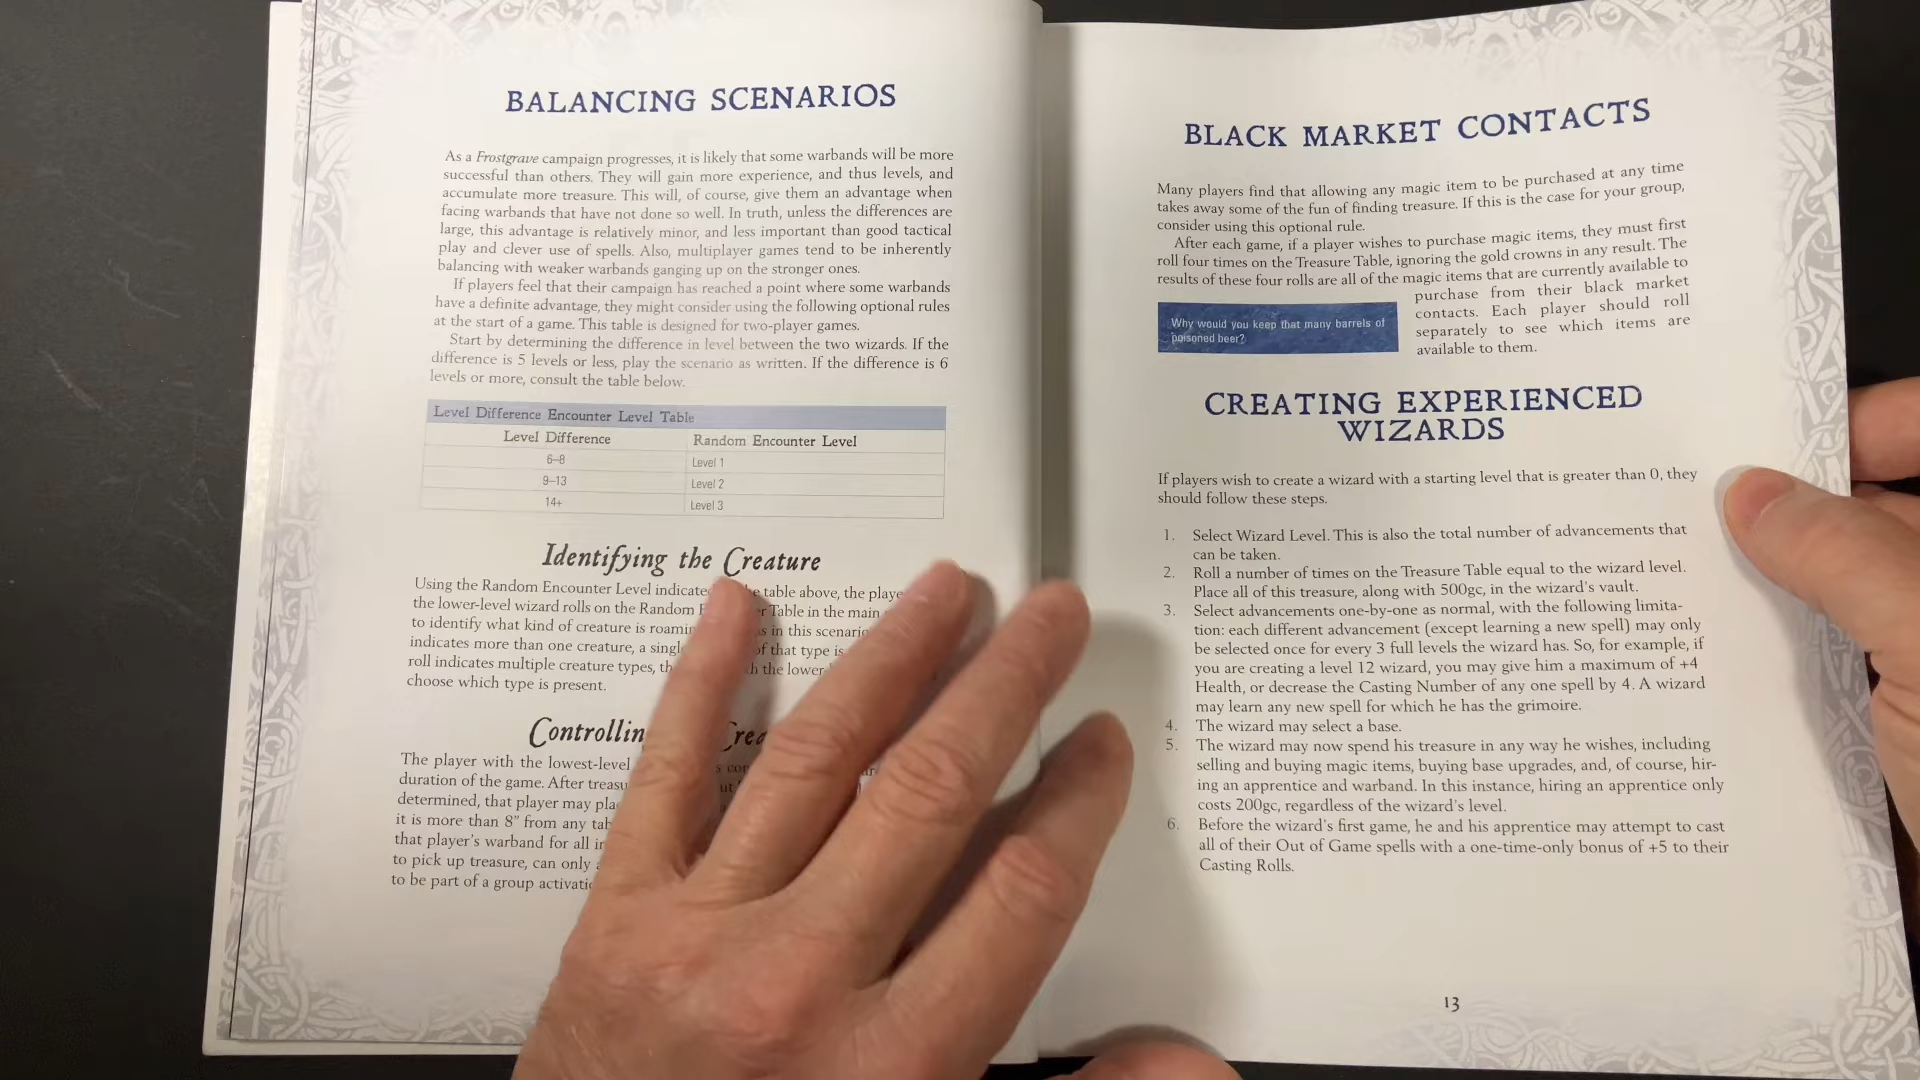 BALANCING SCENARIOS
As a Frostgrave campaign progresses, it is likely that some warbands will be more
successful than others. They will gain more experience, and thus levels, and
accumulate more treasure. This will, of course, give them an advantage when
facing warbands that have not done so well. In truth, unless the differences are
large, this advantage is relatively minor, and less important than good tactical
play and clever use of spells. Also, multiplayer games tend to be inherently
balancing with weaker warbands ganging up on the stronger ones.
If players feel that their campaign has reached a point where some warbands
have a definite advantage, they might consider using the following optional rules
at the start of a game. This table is designed for two-player games.
Start by determining the difference in level between the two wizards. If the
difference is 5 levels or less, play the scenario as written. If the difference is 6
levels or more, consult the table below.
Level Difference Encounter Level Table
Level Difference Random Encounter Level
6–8 Level 1
9–13 Level 2
14+ Level 3
Identifying the Creature
Using the Random Encounter Level table above, the
the lower-level wizard rolls on the Random Table in the main
to identify what kind of creature is in this
indicates more than one creature, a of that type is
roll indicates multiple creature types, the lower
choose which type is present.
The player with the lowest-level
duration of the game. After
determined, that player may
it is more than 8" from any
that player's warband for all
to pick up treasure, can only
to be part of a group
BLACK MARKET CONTACTS
Many players find that allowing any magic item to be purchased at any time
takes away some of the fun of finding treasure. If this is the case for your group,
consider using this optional rule.
After each game, if a player wishes to purchase magic items, they must first
roll four times on the Treasure Table, ignoring the gold crowns in any result. The
results of these four rolls are all of the magic items that are currently available to
purchase from their black market
contacts. Each player should roll
separately to see which items are
available to them.
Why would you keep that many barrels of
poisoned beer?
CREATING EXPERIENCED
WIZARDS
If players wish to create a wizard with a starting level that is greater than 0, they
should follow these steps.
1. Select Wizard Level. This is also the total number of advancements that
can be taken.
2. Roll a number of times on the Treasure Table equal to the wizard level.
Place all of this treasure, along with 500gc, in the wizard's vault.
3. Select advancements one-by-one as normal, with the following limita-
tion: each different advancement (except learning a new spell) may only
be selected once for every 3 full levels the wizard has. So, for example, if
you are creating a level 12 wizard, you may give him a maximum of +4
Health, or decrease the Casting Number of any one spell by 4. A wizard
may learn any new spell for which he has the grimoire.
4. The wizard may select a base.
5. The wizard may now spend his treasure in any way he wishes, including
selling and buying magic items, buying base upgrades, and, of course, hir-
ing an apprentice and warband. In this instance, hiring an apprentice only
costs 200gc, regardless of the wizard's level.
6. Before the wizard's first game, he and his apprentice may attempt to cast
all of their Out of Game spells with a one-time-only bonus of +5 to their
Casting Rolls.
13